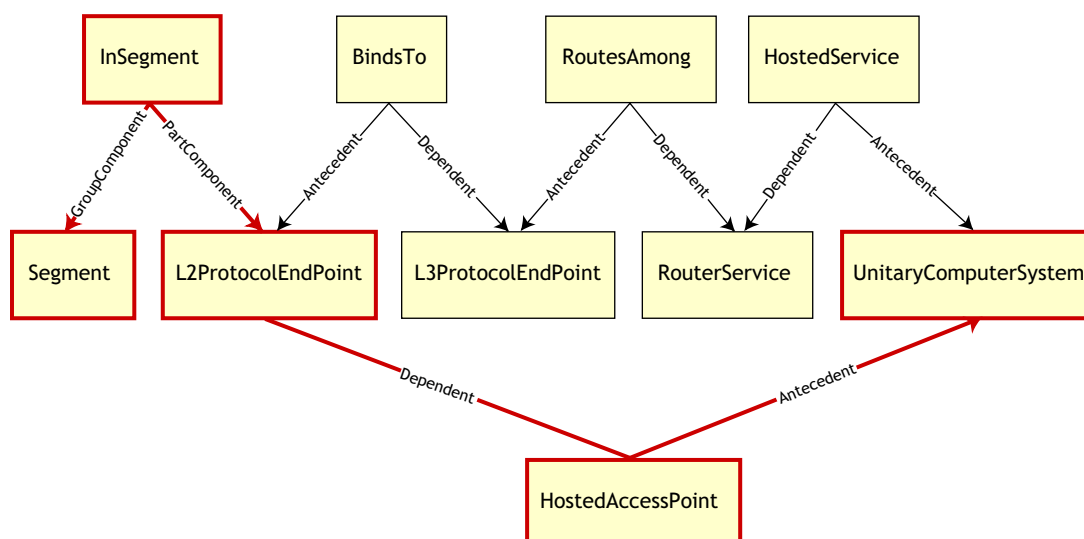 InSegment
BindsTo
RoutesAmong
HostedService
GroupComponent
PartComponent
Antecedent
Dependent
Antecedent
Dependent
Dependent
Antecedent
Segment
L2ProtocolEndPoint
L3ProtocolEndPoint
RouterService
UnitaryComputerSystem
Dependent
Antecedent
HostedAccessPoint